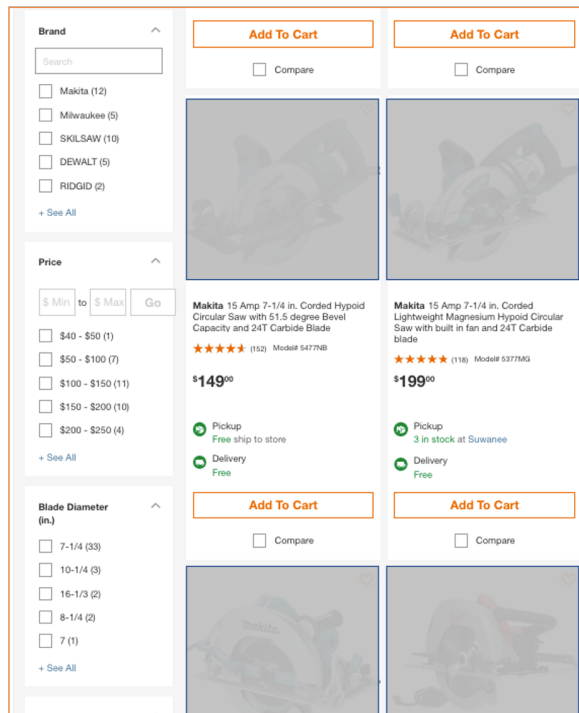 Brand
Search
Makita (12)
Milwaukee (5)
SKILSAW (10)
DEWALT (5)
RIDGID (2)
+ See All
Price
$ Min to $ Max Go
$40 - $50 (1)
$50 - $100 (7)
$100 - $150 (11)
$150 - $200 (10)
$200 - $250 (4)
+ See All
Blade Diameter
(in.)
7-1/4 (33)
10-1/4 (3)
16-1/3 (2)
8-1/4 (2)
7 (1)
+ See All
Add To Cart
Compare
Add To Cart
Compare
Makita 15 Amp 7-1/4 in. Corded Hypoid
Circular Saw with 51.5 degree Bevel
Capacity and 24T Carbide Blade
(152) Model# 5477NB
$14900
Pickup
Free ship to store
Delivery
Free
Add To Cart
Compare
Makita 15 Amp 7-1/4 in. Corded
Lightweight Magnesium Hypoid Circular
Saw with built in fan and 24T Carbide
blade
(118) Model# 5377MG
$19900
Pickup
3 in stock at Suwanee
Delivery
Free
Add To Cart
Compare
makita